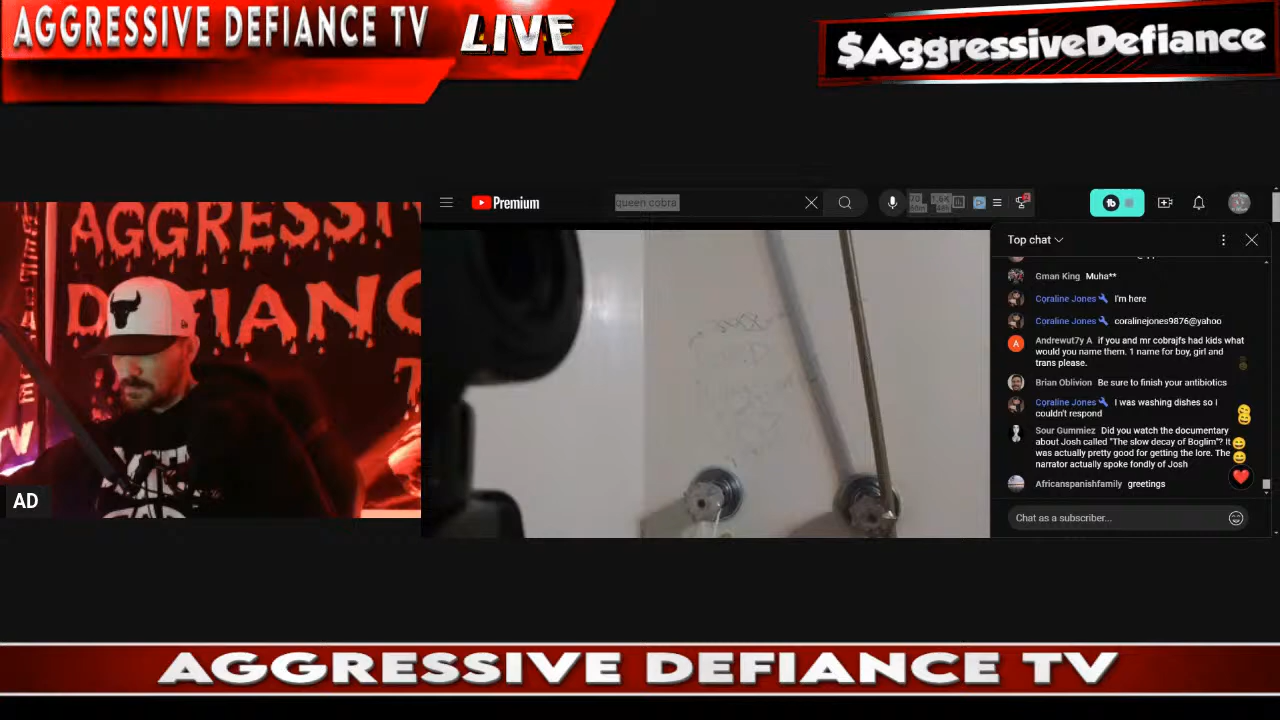 AGGRESSIVE DEFIANCE TV
LIVE
$AggressiveDefiance
Premium
queen cobra
Top chat
Gman King Muha**
Coraline Jones I'm here
Coraline Jones coralinejones9876@yahoo
Andrewut7y A if you and mr cobrajfs had kids what
would you name them. 1 name for boy, girl and
trans please.
Brian Oblivion Be sure to finish your antibiotics
Coraline Jones I was washing dishes so i
couldn't respond
Sour Gummiez Did you watch the documentary
about Josh called "The slow decay of Boglim"? It
was actually pretty good for getting the lore. The
narrator actually spoke fondly of Josh
Africanspanishfamily greetings
Chat as a subscriber...
AGGRESSI
DEFIANC
T
TV
AD
AGGRESSIVE DEFIANCE TV